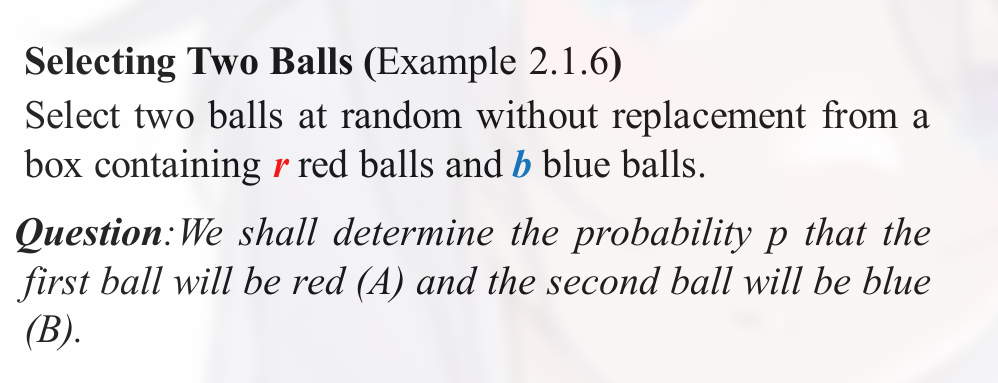 Selecting Two Balls (Example 2.1.6)
Select two balls at random without replacement from a
box containing r red balls and b blue balls.
Question:We shall determine the probability p that the
first ball will be red (A) and the second ball will be blue
(B).